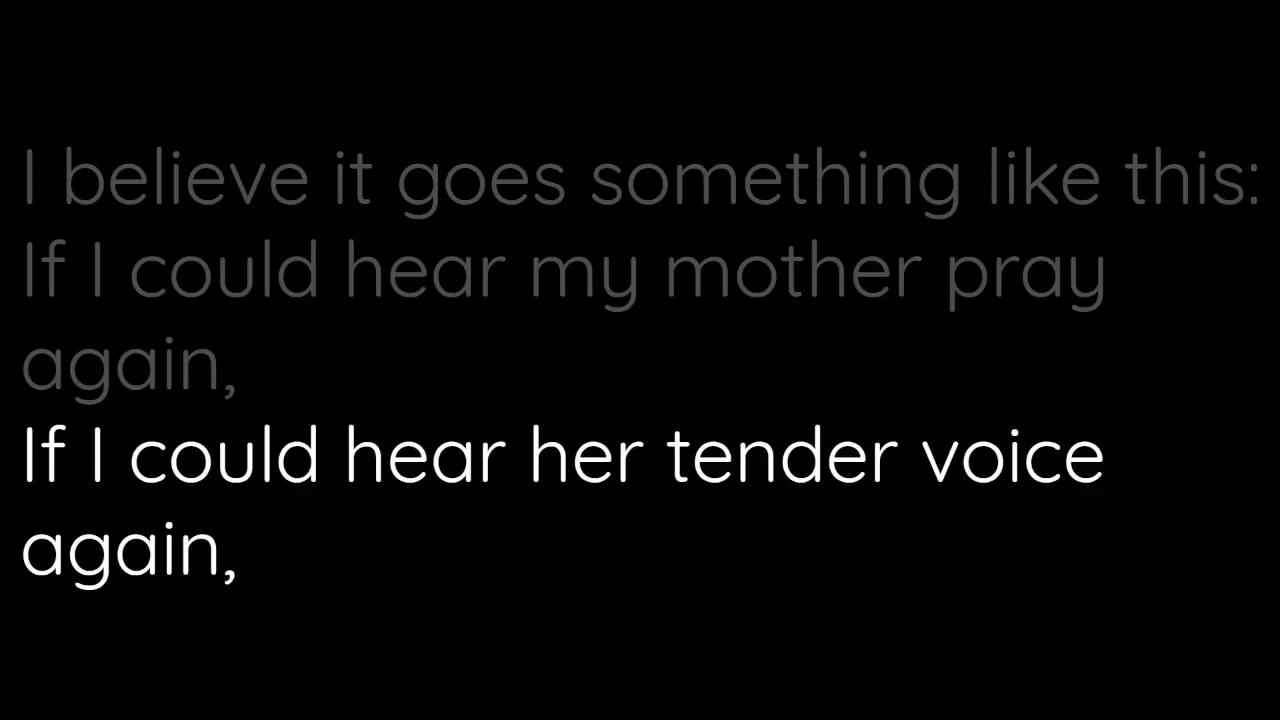 I believe it goes something like this:
If I could hear my mother pray
again,
If I could hear her tender voice
again,